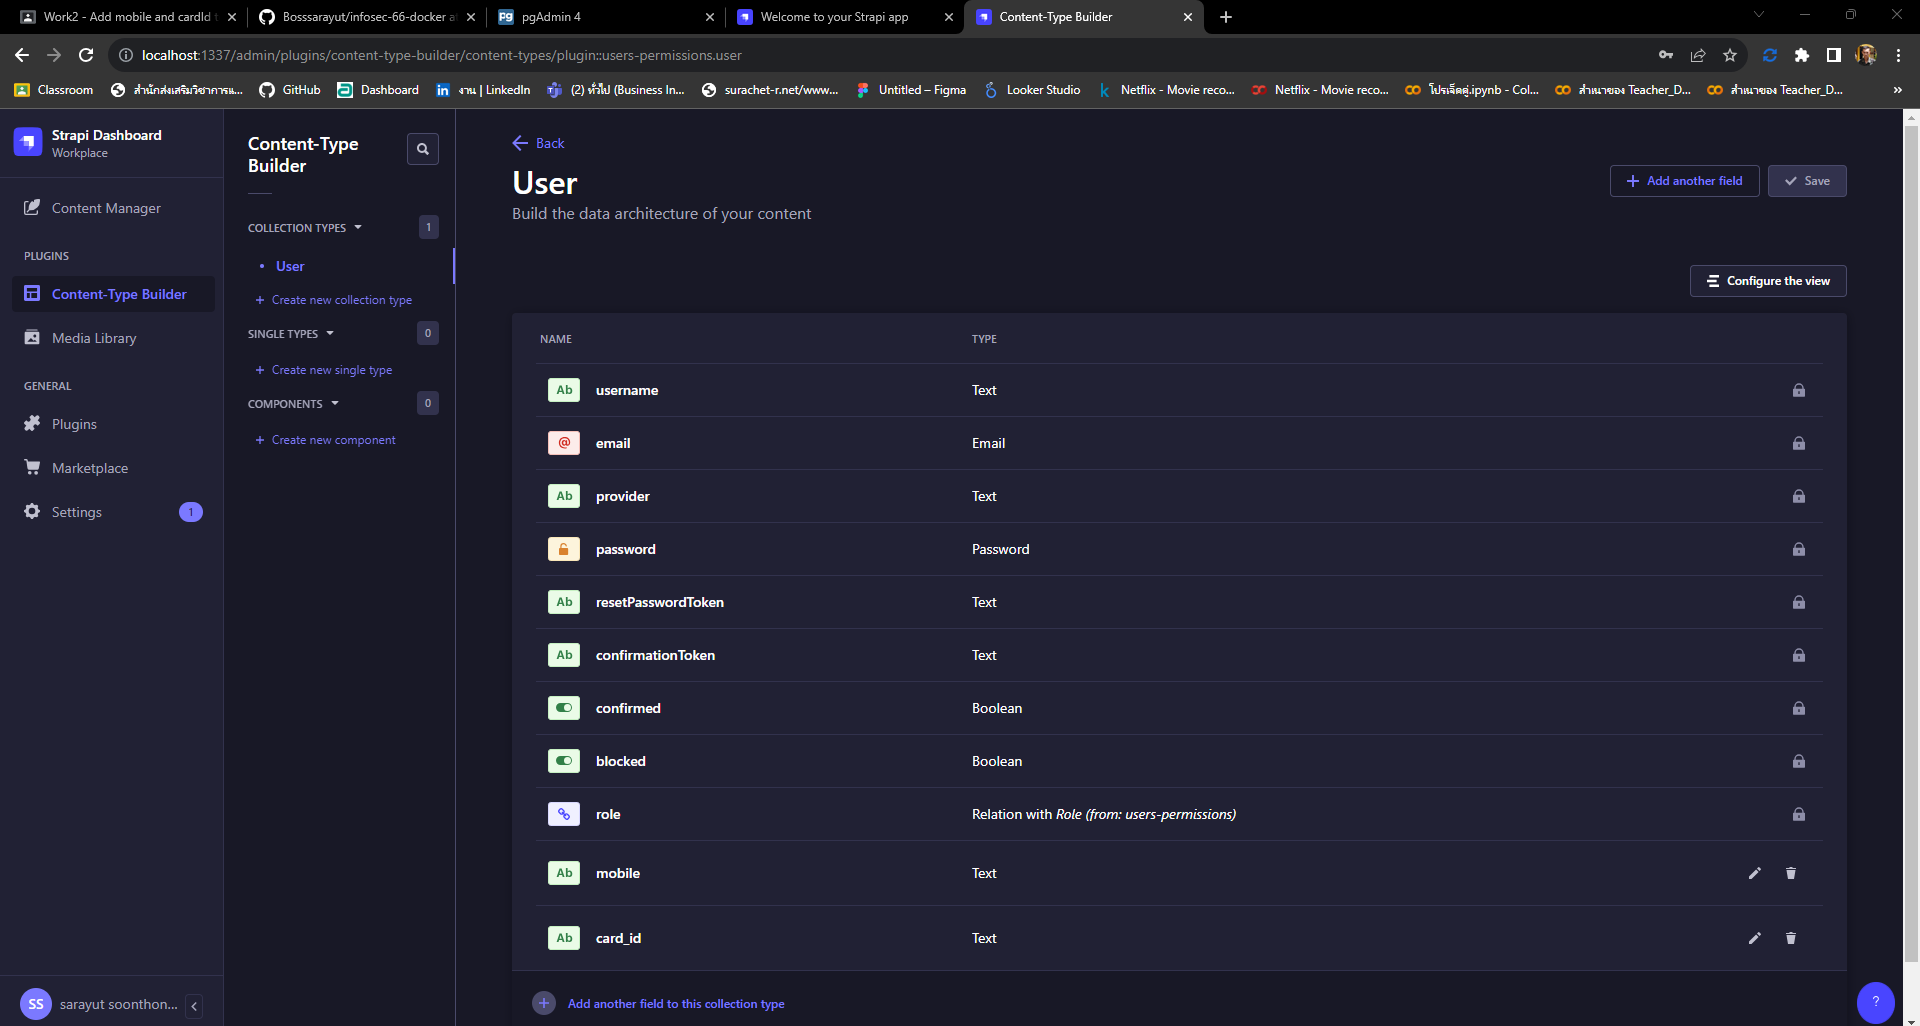 Work2 - Add mobile and cardId
Bosssarayut/infosec-66-docker
pgAdmin 4
Welcome to your Strapi app
Content-Type Builder
localhost:1337/admin/plugins/content-type-builder/content-types/plugin::users-permissions.user
Classroom
สำนักส่งเสริมวิชาการแ...
GitHub
Dashboard
งาน | LinkedIn
(2) ทั่วไป (Business In...
surachet-r.net/www...
Untitled – Figma
Looker Studio
Netflix - Movie reco...
Netflix - Movie reco...
โปรเจ็คคู่.ipynb - Col...
สำเนาของ Teacher_D...
สำเนาของ Teacher_D...
»
Strapi Dashboard
Workplace
Content Manager
PLUGINS
Content-Type Builder
Media Library
GENERAL
Plugins
Marketplace
Settings
1
SS
sarayut soonthon...
Content-Type
Builder
COLLECTION TYPES
1
User
Create new collection type
SINGLE TYPES
0
Create new single type
COMPONENTS
0
Create new component
Back
User
Build the data architecture of your content
Add another field
Save
Configure the view
NAME TYPE
Ab username Text
@ email Email
Ab provider Text
password Password
Ab resetPasswordToken Text
Ab confirmationToken Text
confirmed Boolean
blocked Boolean
role Relation with Role (from: users-permissions)
Ab mobile Text
Ab card_id Text
Add another field to this collection type
?